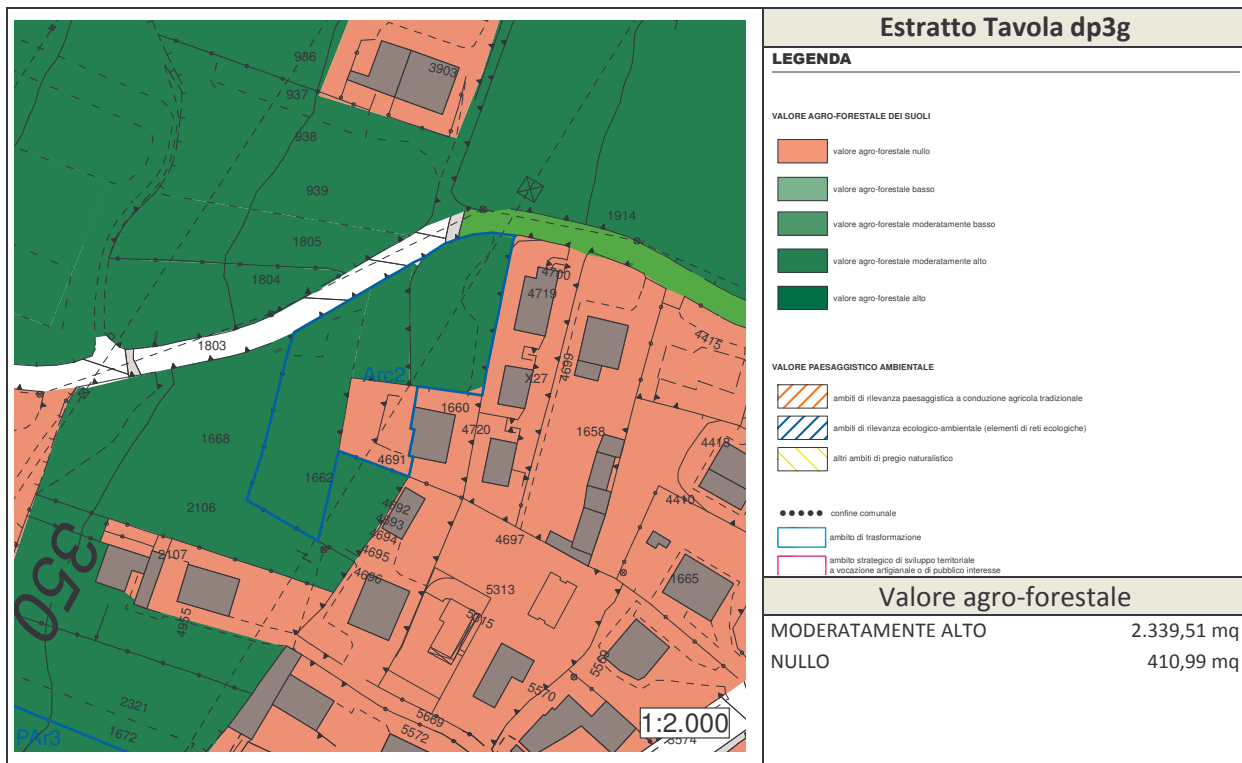 Estratto Tavola dp3g
LEGENDA
VALORE AGRO-FORESTALE DEI SUOLI
valore agro-forestale nullo
valore agro-forestale basso
valore agro-forestale moderatamente basso
valore agro-forestale moderatamente alto
valore agro-forestale alto
VALORE PAESAGGISTICO AMBIENTALE
ambiti di rilevanza paesaggistica a conduzione agricola tradizionale
ambiti di rilevanza ecologico-ambientale (elementi di reti ecologiche)
altri ambiti di pregio naturalistico
confine comunale
ambito di trasformazione
ambito strategico di sviluppo territoriale
a vocazione artigianale o di pubblico interesse
Valore agro-forestale
MODERATAMENTE ALTO 2.339,51 mq
NULLO 410,99 mq
936
3903
937
938
939
1914
1805
1804
4700
4719
1803
4415
4699
Arc2
X27
1660
4720
1658
1668
4413
4691
1662
4410
2106
4692
4693
4694
4697
4695
2107
4696
350
1665
5313
5315
4955
5569
5570
2321
5669
1672
5572
PAr3
1:2.000